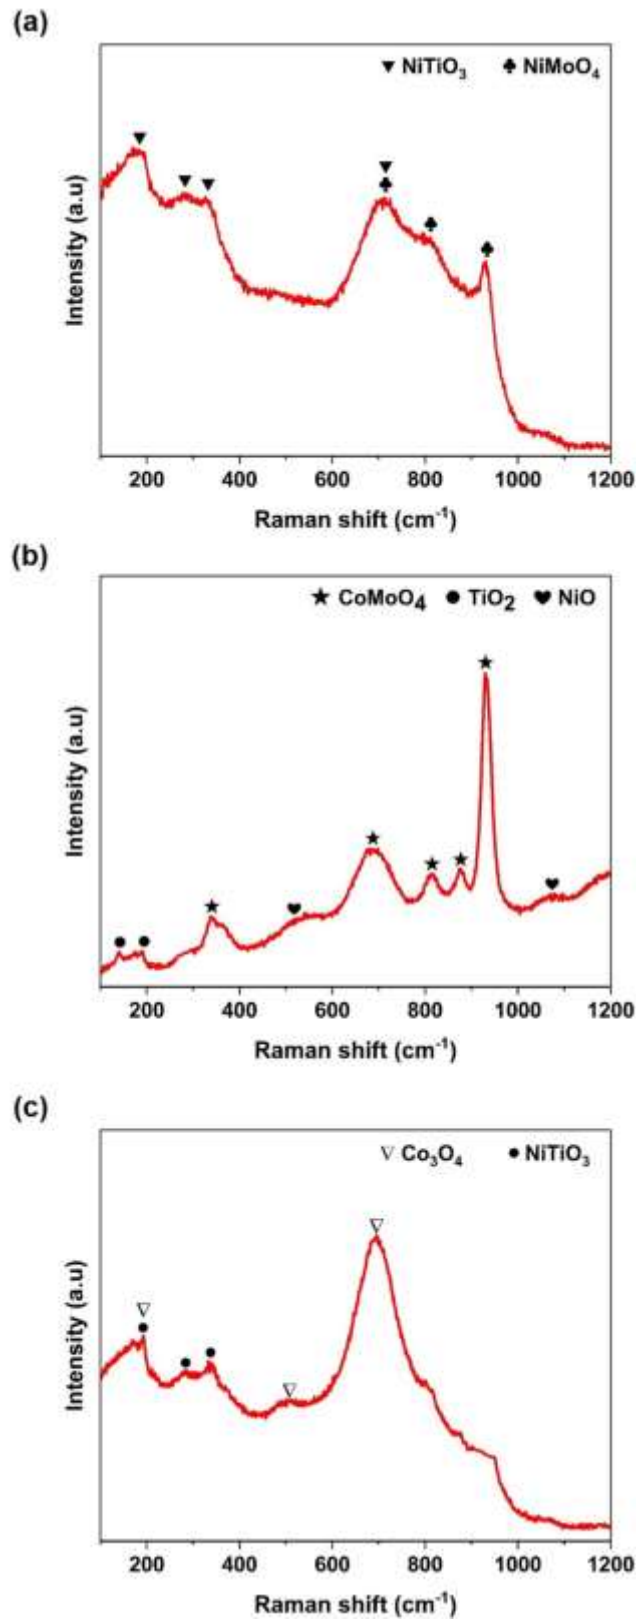 (a)
▼ NiTiO₃ ♣ NiMoO₄
Intensity (a.u)
200 400 600 800 1000 1200
Raman shift (cm⁻¹)
(b)
★ CoMoO₄ ● TiO₂ ♥ NiO
Intensity (a.u)
200 400 600 800 1000 1200
Raman shift (cm⁻¹)
(c)
▽ Co₃O₄ ● NiTiO₃
Intensity (a.u)
200 400 600 800 1000 1200
Raman shift (cm⁻¹)